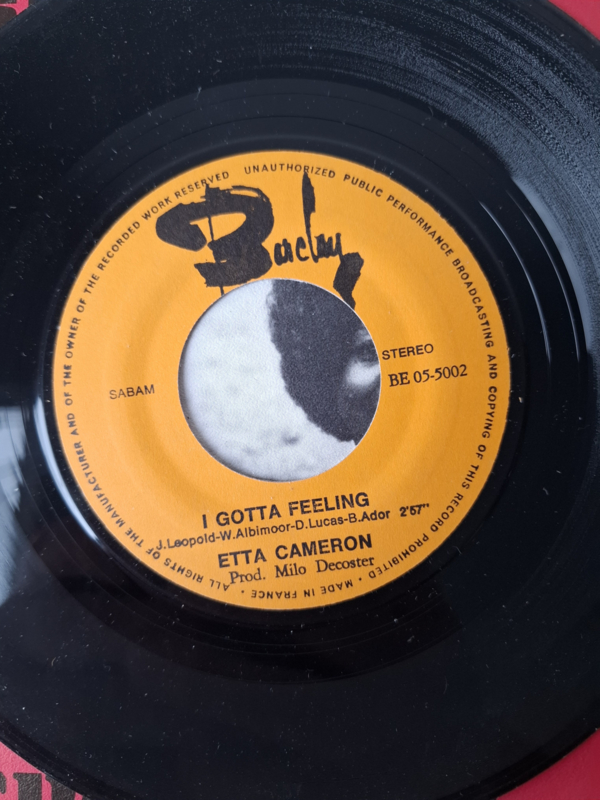 Barclay
ALL RIGHTS OF THE MANUFACTURER AND OF THE OWNER OF THE RECORDED WORK RESERVED UNAUTHORIZED PUBLIC PERFORMANCE BROADCASTING AND COPYING OF THIS RECORD PROHIBITED • MADE IN FRANCE •
STEREO
BE 05-5002
SABAM
I GOTTA FEELING
J.Leopold-W.Albimoor-D.Lucas-B.Ador 2'57"
ETTA CAMERON
Prod. Milo Decoster